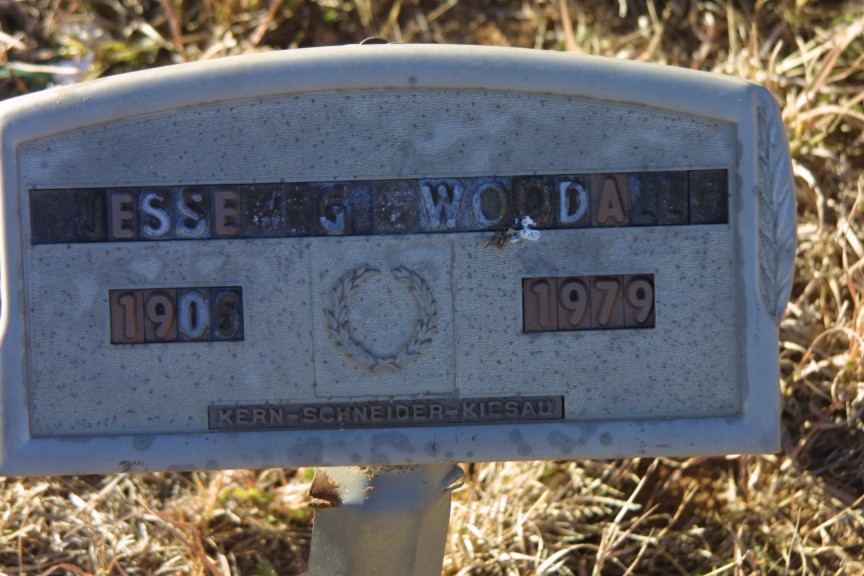 JESSE G WOODALL
1905 1979
KERN-SCHNEIDER-KIESAU